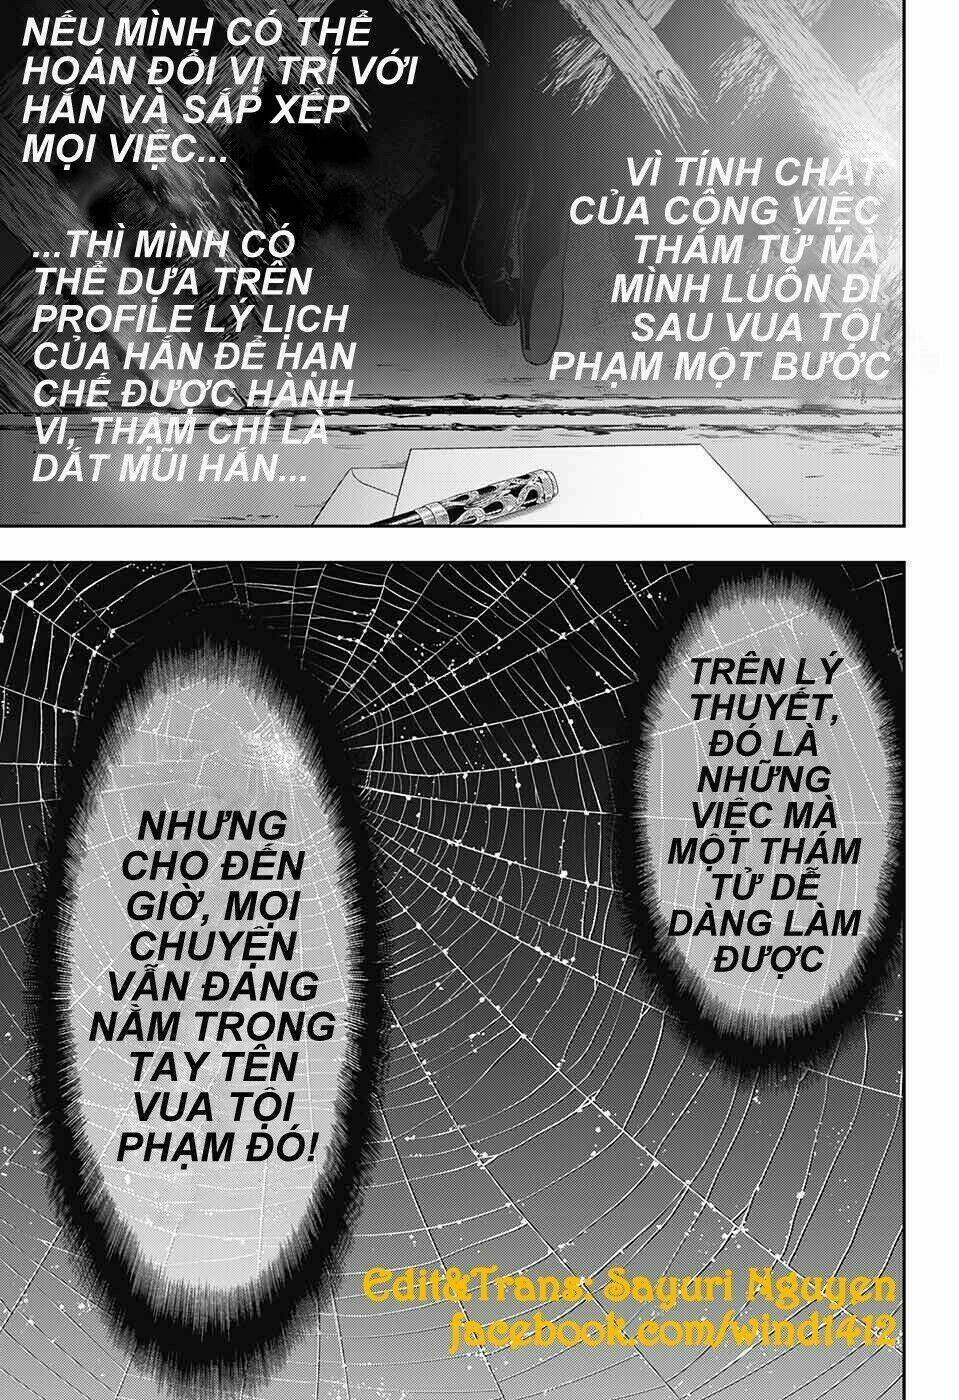 VÌ TÍNH CHẤT
CỦA CÔNG VIỆC
THÁM TỬ MÀ
MÌNH LUÔN ĐI
SAU VUA TỘI
PHẠM MỘT BƯỚC
NẾU MÌNH CÓ THỂ
HOÁN ĐỔI VỊ TRÍ VỚI
HẮN VÀ SẮP XẾP
MỌI VIỆC...
...THÌ MÌNH CÓ
THỂ DỰA TRÊN
PROFILE LÝ LỊCH
CỦA HẮN ĐỂ HẠN
CHẾ ĐƯỢC HÀNH
VI, THẬM CHÍ LÀ
DẮT MŨI HẮN...
TRÊN LÝ
THUYẾT,
ĐÓ LÀ
NHỮNG
VIỆC MÀ
MỘT THÁM
TỬ DỄ
DÀNG LÀM
ĐƯỢC
NHƯNG
CHO ĐẾN
GIỜ, MỌI
CHUYỆN
VẪN ĐANG
NẰM TRONG
TAY TÊN
VUA TỘI
PHẠM ĐÓ!
Edit&Trans: Sayuri Nguyen
facebook.com/wind1412